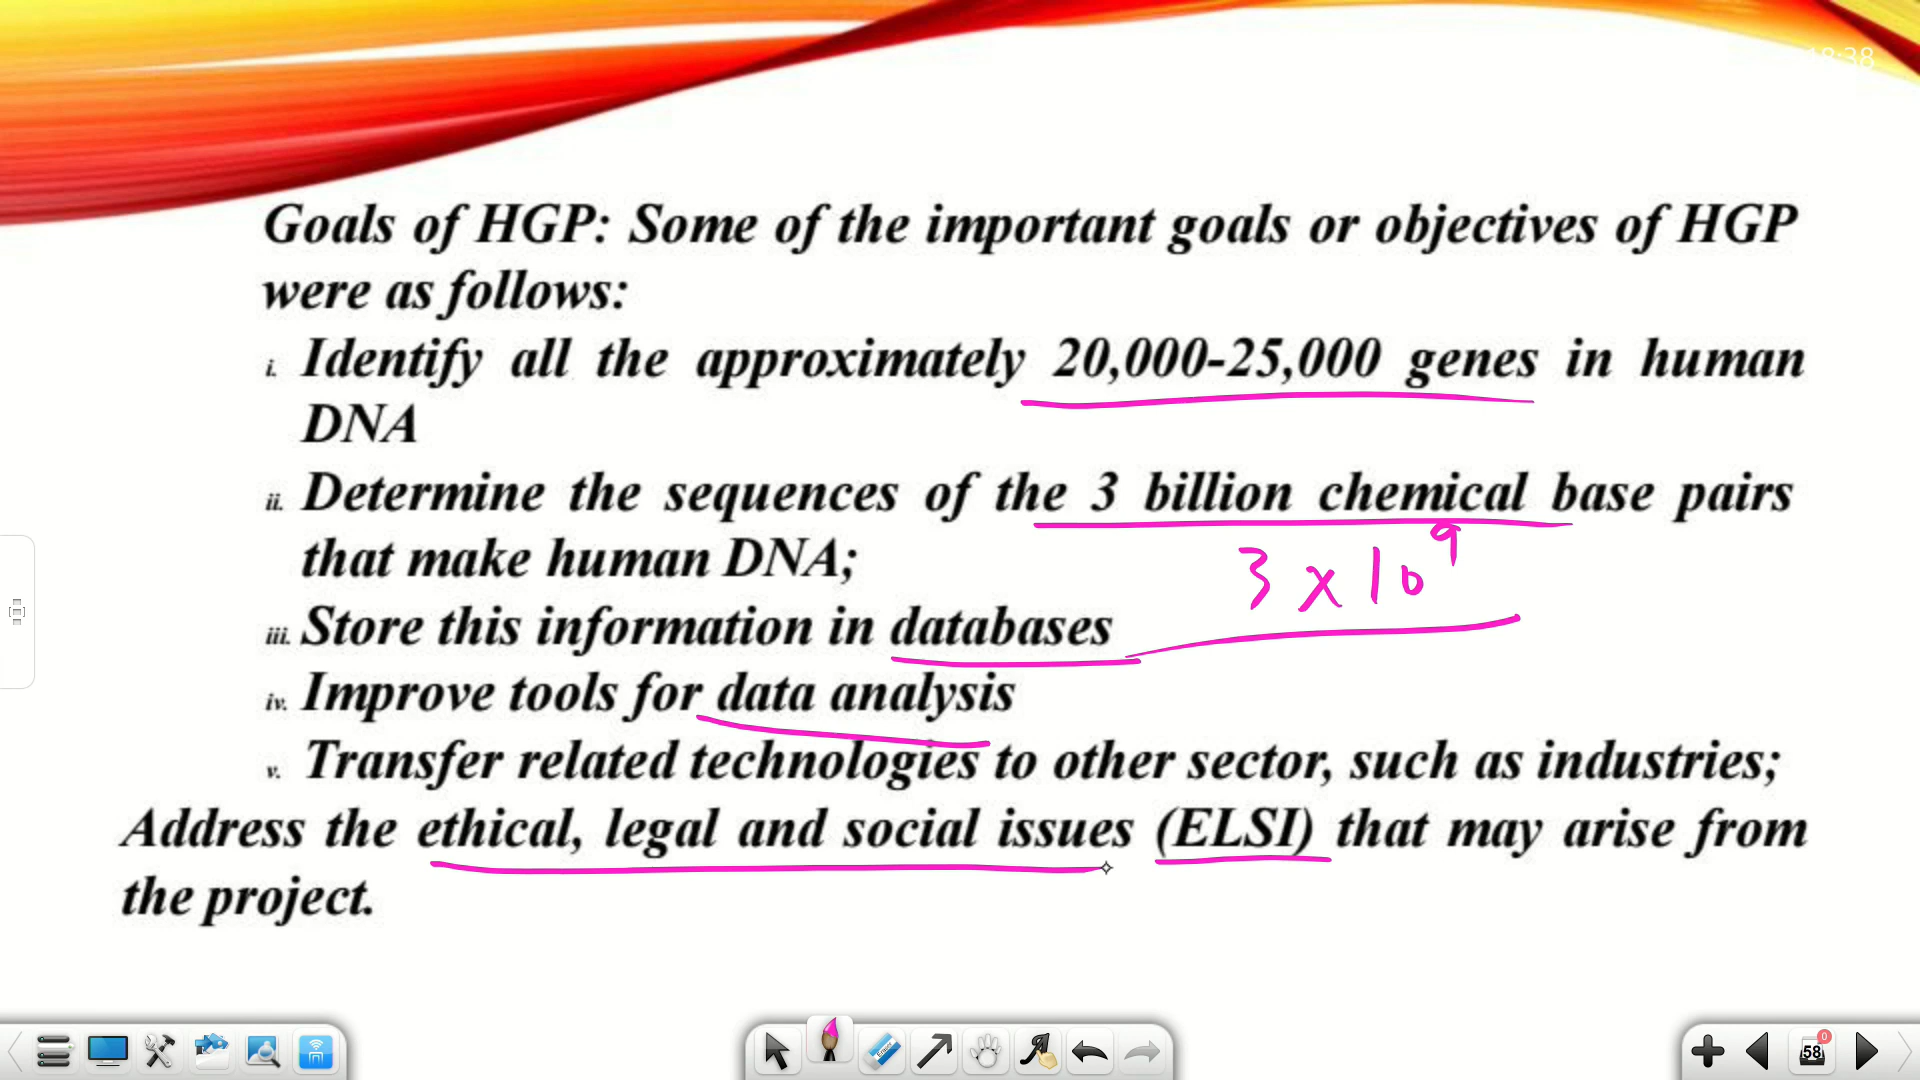 18:38
Goals of HGP: Some of the important goals or objectives of HGP
were as follows:
i. Identify all the approximately 20,000-25,000 genes in human
DNA
ii. Determine the sequences of the 3 billion chemical base pairs
that make human DNA;
3 x 10⁹
iii. Store this information in databases
iv. Improve tools for data analysis
v. Transfer related technologies to other sector, such as industries;
Address the ethical, legal and social issues (ELSI) that may arise from
the project.
58
0